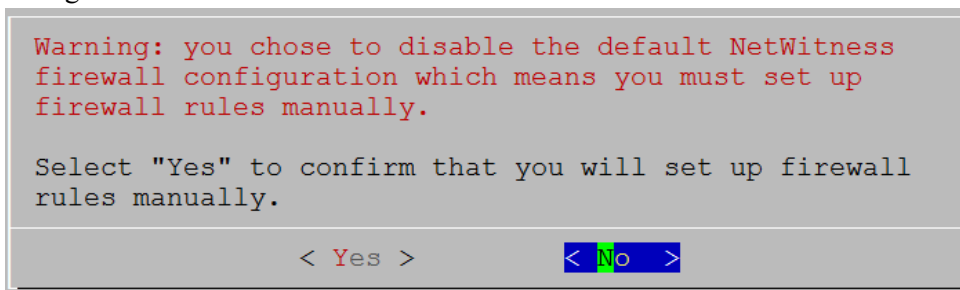 Warning: you chose to disable the default NetWitness
firewall configuration which means you must set up
firewall rules manually.
Select "Yes" to confirm that you will set up firewall
rules manually.
< Yes > < No >